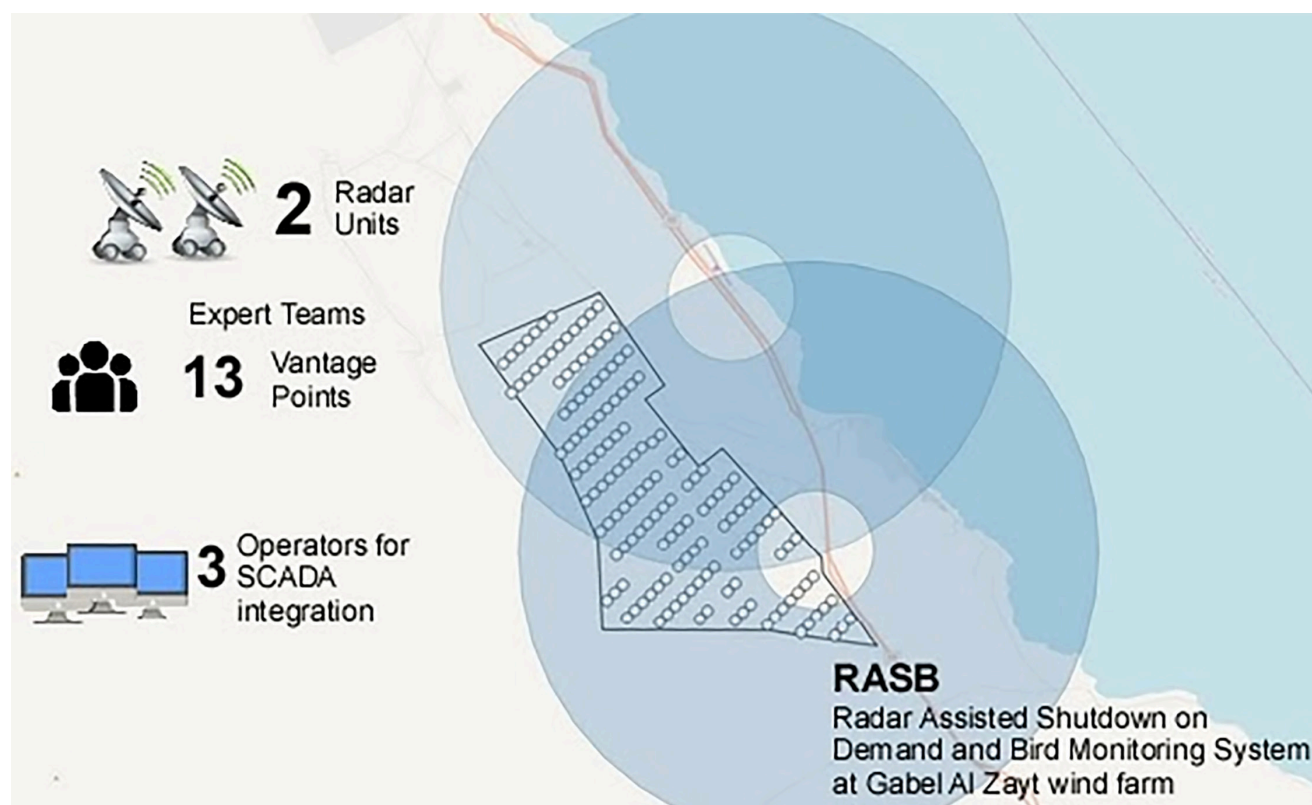 2 Radar
Units
Expert Teams
13 Vantage
Points
3 Operators for
SCADA
integration
RASB
Radar Assisted Shutdown on
Demand and Bird Monitoring System
at Gabel Al Zayt wind farm